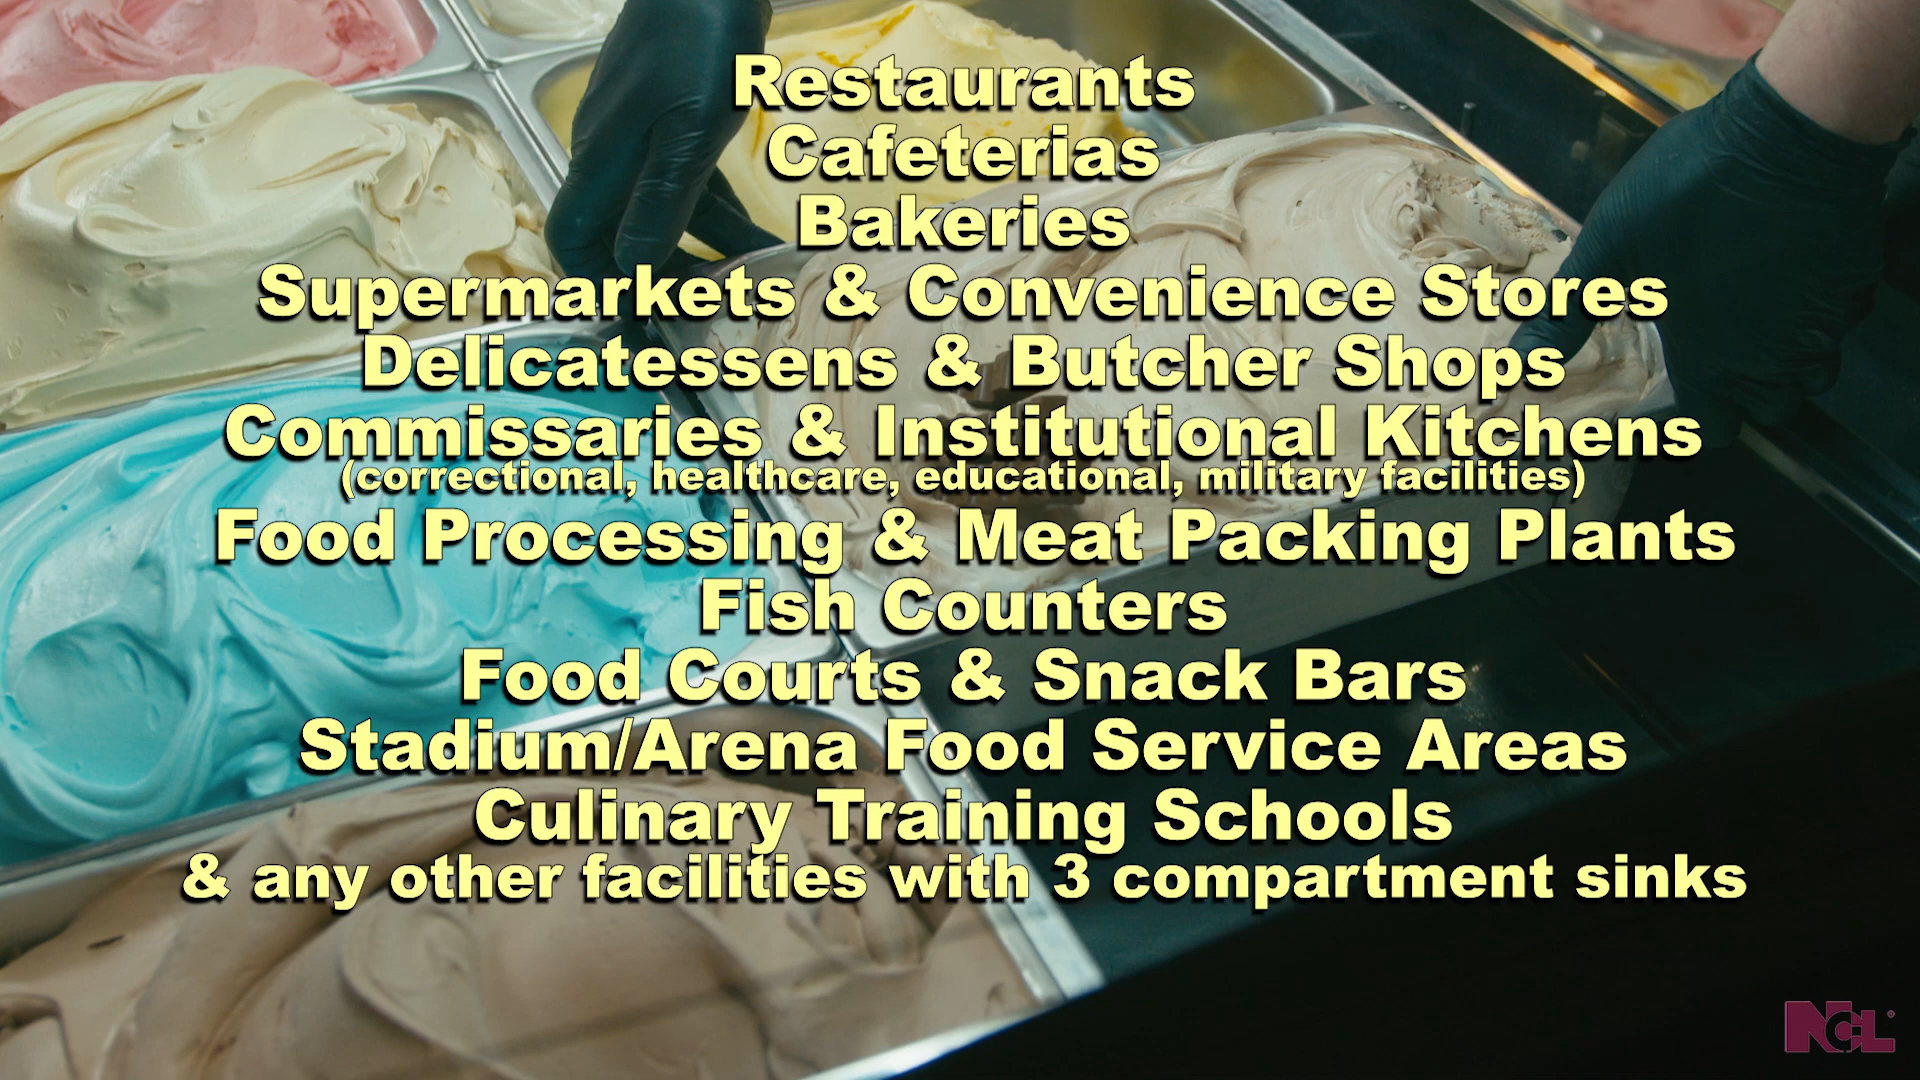 Restaurants
Cafeterias
Bakeries
Supermarkets & Convenience Stores
Delicatessens & Butcher Shops
Commissaries & Institutional Kitchens
(correctional, healthcare, educational, military facilities)
Food Processing & Meat Packing Plants
Fish Counters
Food Courts & Snack Bars
Stadium/Arena Food Service Areas
Culinary Training Schools
& any other facilities with 3 compartment sinks
NCL®